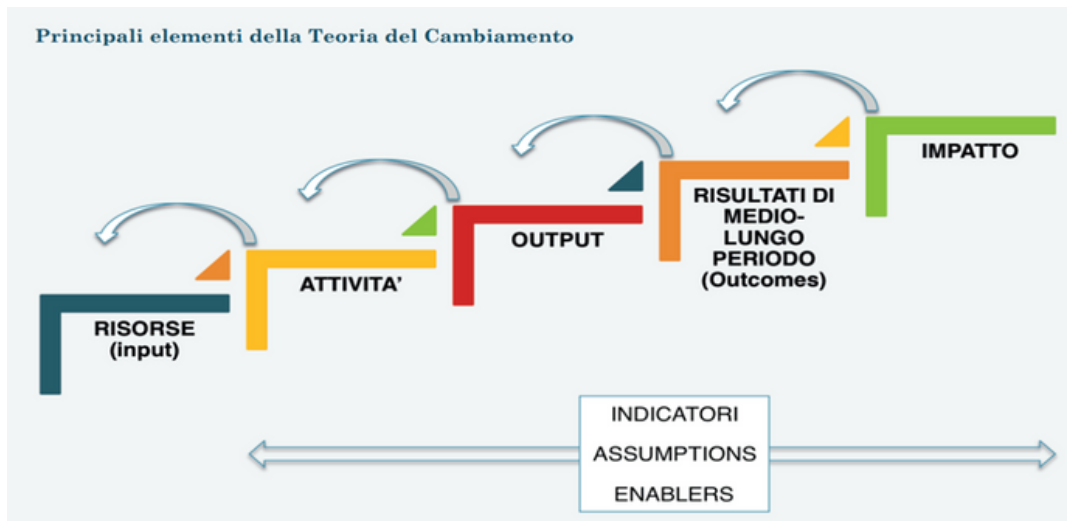 Principali elementi della Teoria del Cambiamento
RISORSE
(input)
ATTIVITA’
OUTPUT
RISULTATI DI
MEDIO-
LUNGO
PERIODO
(Outcomes)
IMPATTO
INDICATORI
ASSUMPTIONS
ENABLERS